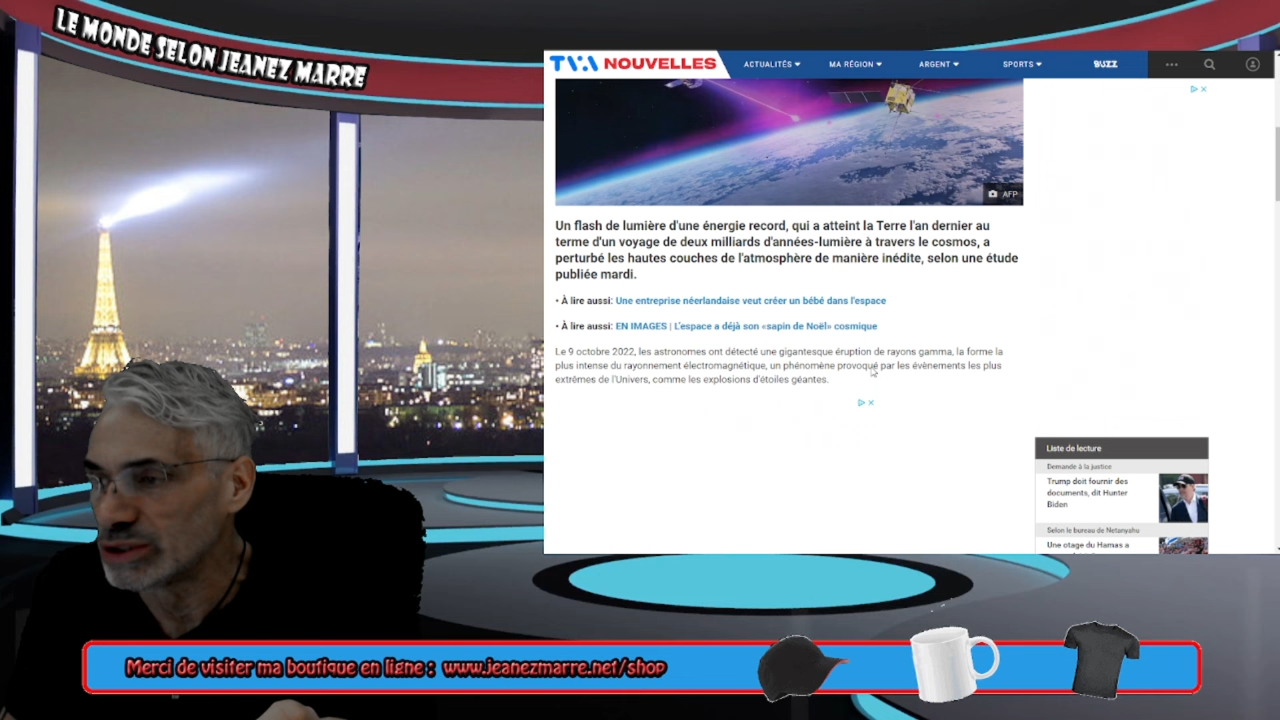 LE MONDE SELON JEANEZ MARRE
TVA NOUVELLES
ACTUALITÉS
MA RÉGION
ARGENT
SPORTS
BUZZ
AFP
Un flash de lumière d'une énergie record, qui a atteint la Terre l'an dernier au
terme d'un voyage de deux milliards d'années-lumière à travers le cosmos, a
perturbé les hautes couches de l'atmosphère de manière inédite, selon une étude
publiée mardi.
• À lire aussi: Une entreprise néerlandaise veut créer un bébé dans l'espace
• À lire aussi: EN IMAGES | L'espace a déjà son «sapin de Noël» cosmique
Le 9 octobre 2022, les astronomes ont détecté une gigantesque éruption de rayons gamma, la forme la
plus intense du rayonnement électromagnétique, un phénomène provoqué par les évènements les plus
extrêmes de l'Univers, comme les explosions d'étoiles géantes.
Liste de lecture
Demande à la justice
Trump doit fournir des
documents, dit Hunter
Biden
Selon le bureau de Netanyahu
Une otage du Hamas a
Merci de visiter ma boutique en ligne : www.jeanezmarre.net/shop